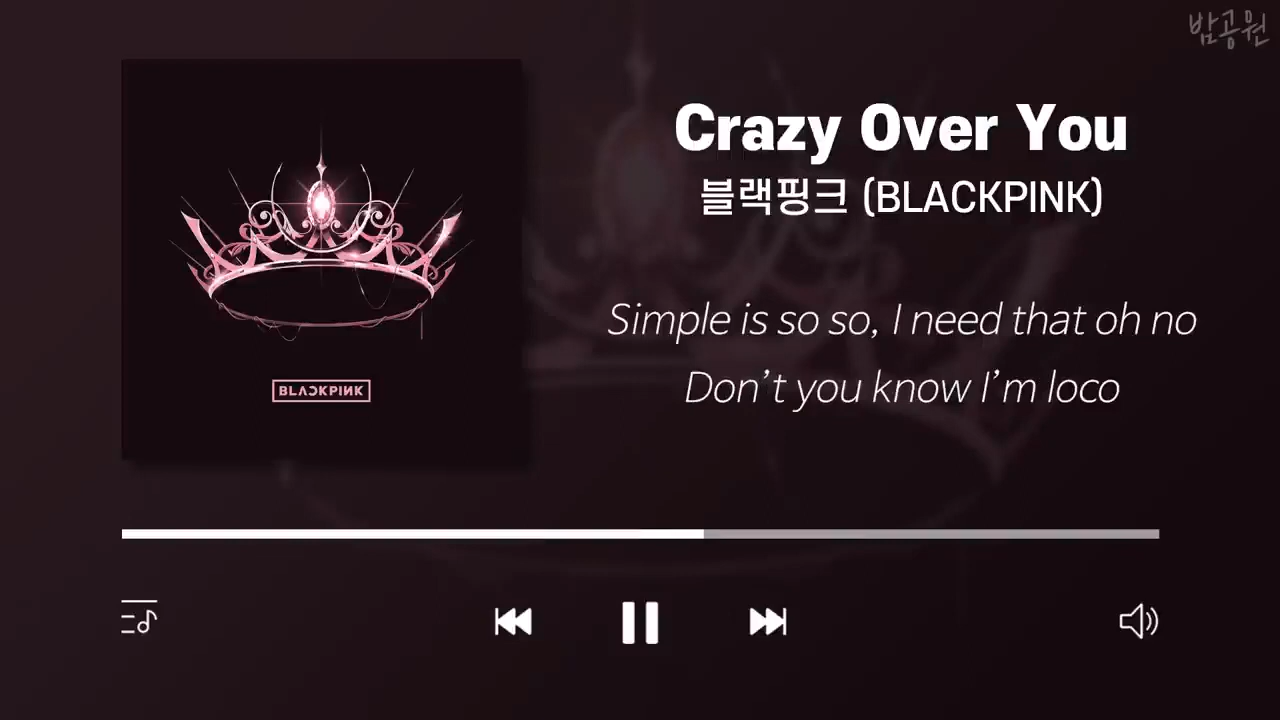 밤공원
Crazy Over You
블랙핑크 (BLACKPINK)
Simple is so so, I need that oh no
Don’t you know I’m loco
BLACKPINK